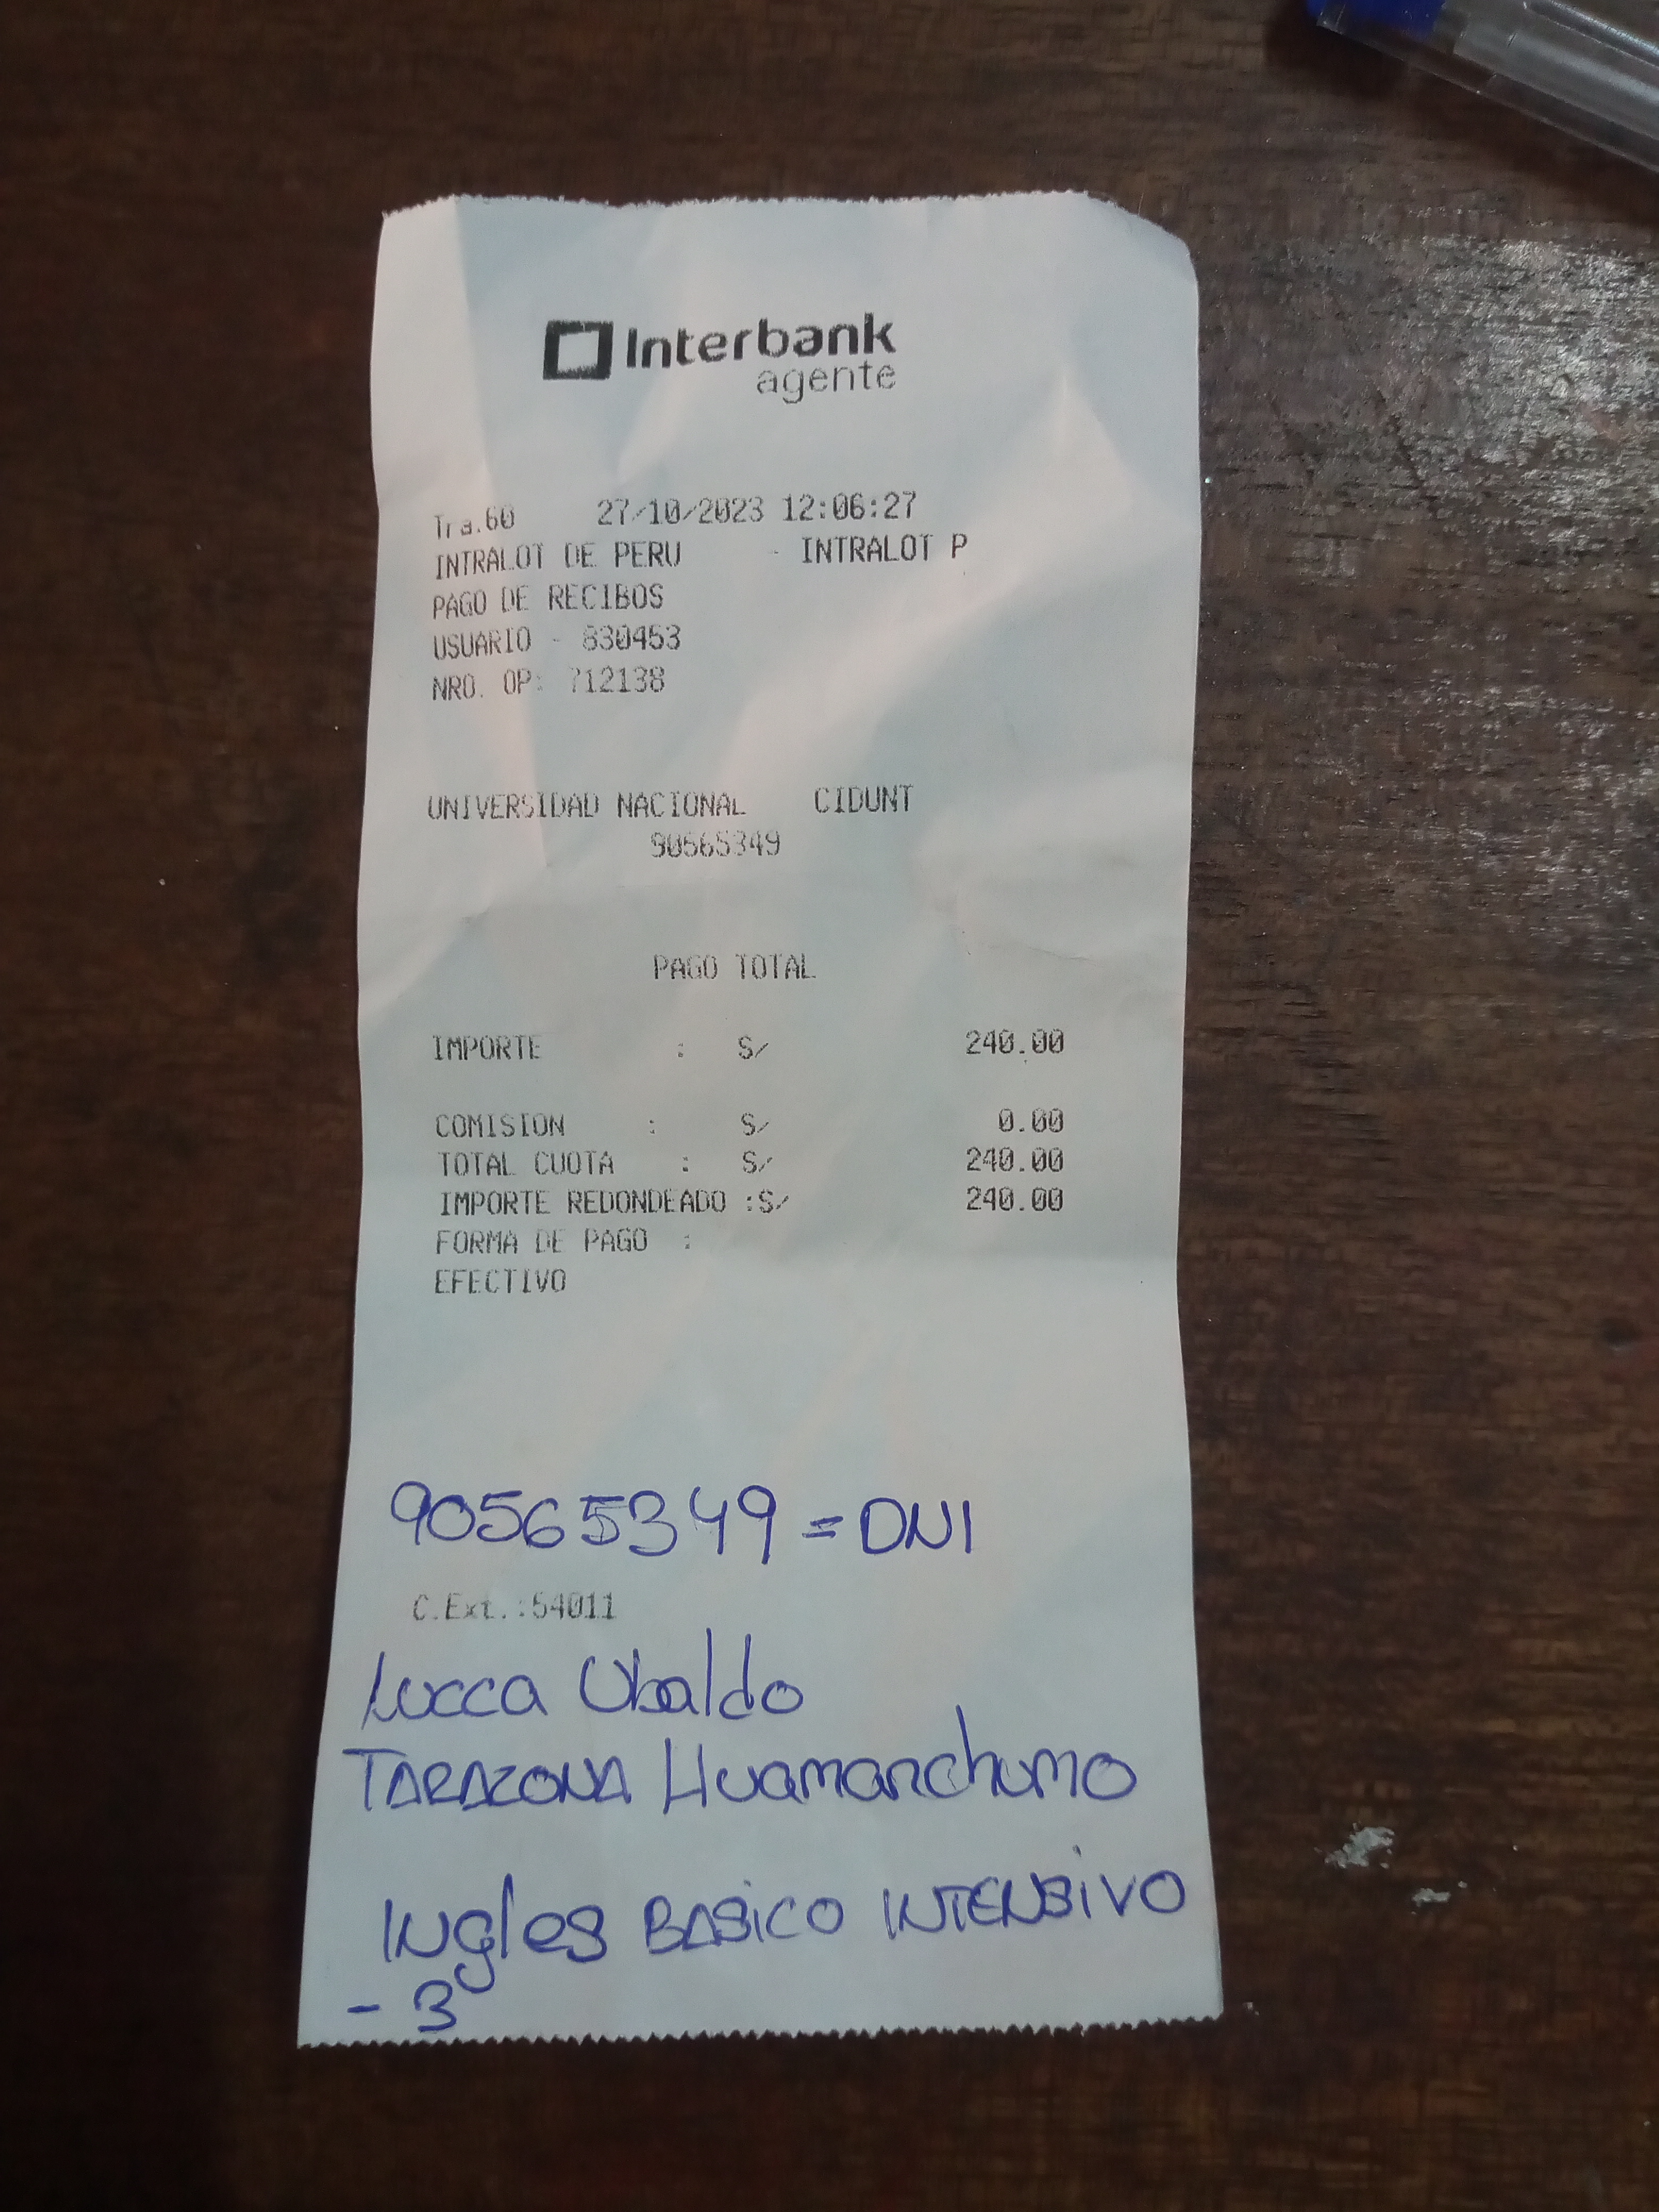 Interbank
agente
Tra.60 27/10/2023 12:06:27
INTRALOT DE PERU - INTRALOT P
PAGO DE RECIBOS
USUARIO - 830453
NRO. OP: 712138
UNIVERSIDAD NACIONAL CIDUNT
90565349
PAGO TOTAL
IMPORTE : S/ 240.00
COMISION : S/ 0.00
TOTAL CUOTA : S/ 240.00
IMPORTE REDONDEADO :S/ 240.00
FORMA DE PAGO :
EFECTIVO
90565349 = DNI
C.Ext.:54011
Lucca Ubaldo
TARAZONA Huamanchumo
INgles BASICO INTENSIVO
- 3